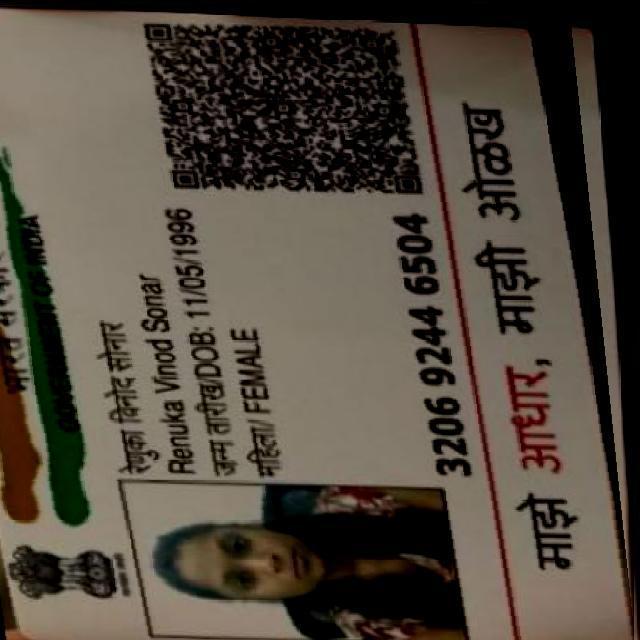 भारत सरकार
GOVERNMENT OF INDIA
रेणुका विनोद सोनार
Renuka Vinod Sonar
जन्म तारीख/DOB: 11/05/1996
महिला/ FEMALE
3206 9244 6504
माझे आधार, माझी ओळख